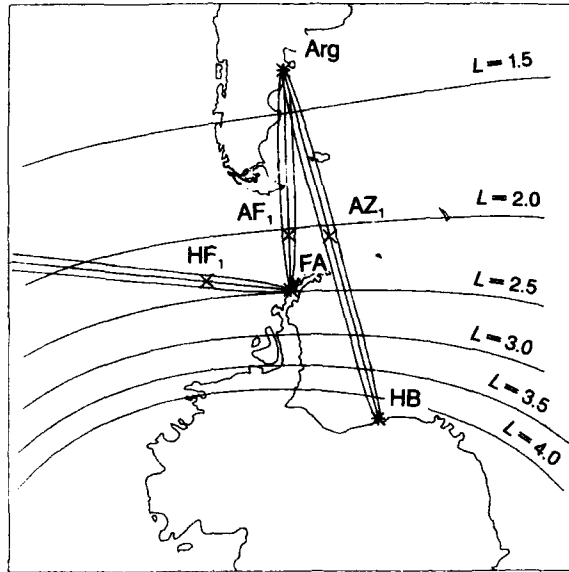 Arg
L = 1.5
L = 2.0
AF1
AZ1
HF1
FA
L = 2.5
L = 3.0
L = 3.5
HB
L = 4.0